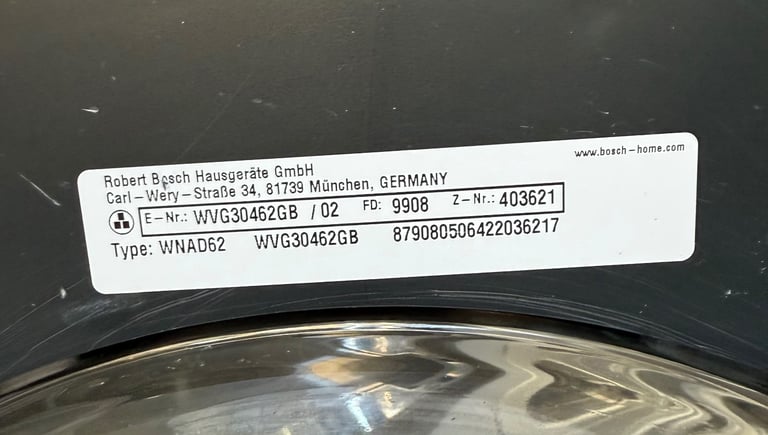 www.bosch-home.com
Robert Bosch Hausgeräte GmbH
Carl-Wery-Straße 34, 81739 München, GERMANY
E-Nr.: WVG30462GB / 02 FD: 9908 Z-Nr.: 403621
Type: WNAD62 WVG30462GB 879080506422036217